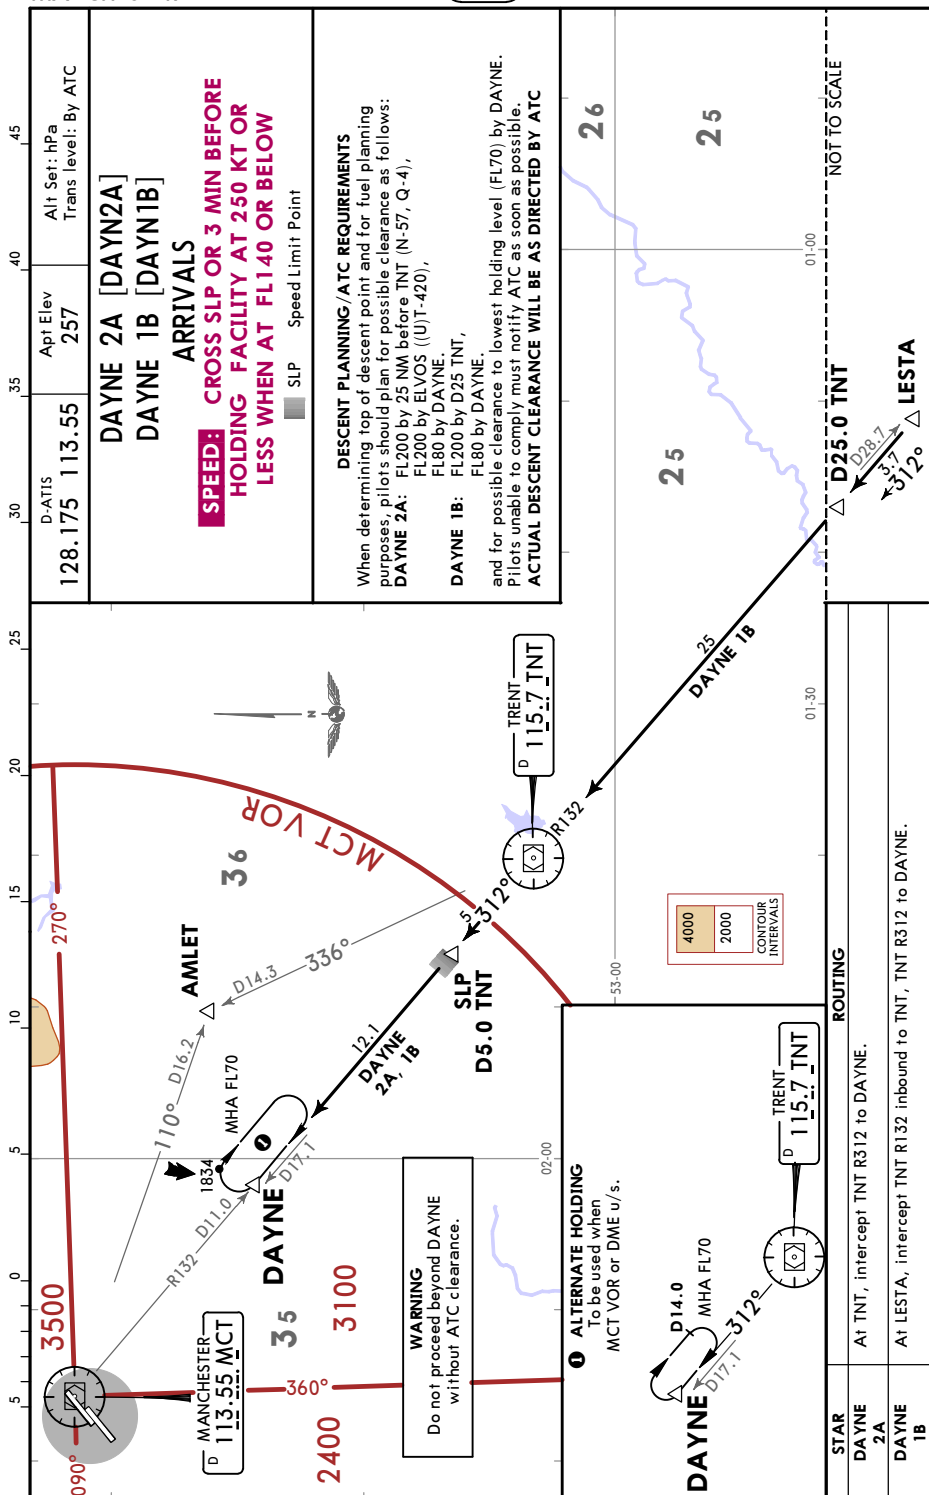 D-ATIS
128.175 113.55
Apt Elev
257
Alt Set: hPa
Trans level: By ATC
DAYNE 2A [DAYN2A]
DAYNE 1B [DAYN1B]
ARRIVALS
SPEED: CROSS SLP OR 3 MIN BEFORE
HOLDING FACILITY AT 250 KT OR
LESS WHEN AT FL140 OR BELOW
SLP Speed Limit Point
DESCENT PLANNING/ATC REQUIREMENTS
When determining top of descent point and for fuel planning
purposes, pilots should plan for possible clearance as follows:
DAYNE 2A: FL200 by 25 NM before TNT (N-57, Q-4),
FL200 by ELVOS ((U)T-420),
FL80 by DAYNE.
DAYNE 1B: FL200 by D25 TNT,
FL80 by DAYNE.
and for possible clearance to lowest holding level (FL70) by DAYNE.
Pilots unable to comply must notify ATC as soon as possible.
ACTUAL DESCENT CLEARANCE WILL BE AS DIRECTED BY ATC
5
0
5
10
15
20
25
30
35
40
45
090°
3500
270°
D
MANCHESTER
113.55 MCT
360°
2400
3100
35
36
MCT VOR
N
R132
D11.0
110°
D16.2
AMLET
D14.3
336°
1834
MHA FL70
1
D17.1
DAYNE
12.1
DAYNE
2A, 1B
SLP
D5.0 TNT
5
312°
D
TRENT
115.7 TNT
R132
25
DAYNE 1B
26
25
25
01-00
NOT TO SCALE
D25.0 TNT
LESTA
D28.7
3.7
312°
01-30
53-00
02-00
WARNING
Do not proceed beyond DAYNE
without ATC clearance.
4000
2000
CONTOUR
INTERVALS
1 ALTERNATE HOLDING
To be used when
MCT VOR or DME u/s.
DAYNE
D14.0
MHA FL70
312°
D17.1
D
TRENT
115.7 TNT
STAR
ROUTING
DAYNE
2A
At TNT, intercept TNT R312 to DAYNE.
DAYNE
1B
At LESTA, intercept TNT R132 inbound to TNT, TNT R312 to DAYNE.